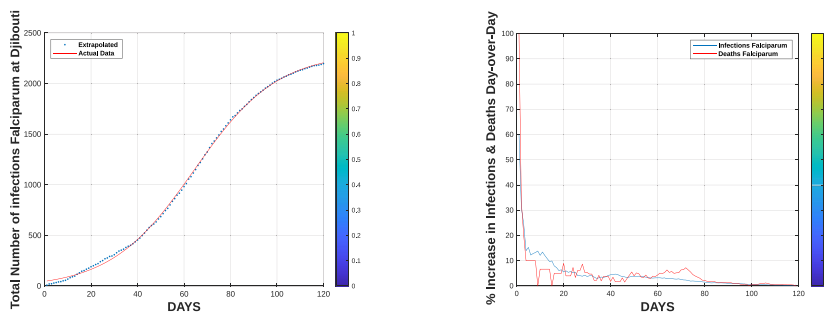 Total Number of infections Falciparum at Djibouti
2500
2000
1500
1000
500
0
0 20 40 60 80 100 120
DAYS
Extrapolated
Actual Data
1
0.9
0.8
0.7
0.6
0.5
0.4
0.3
0.2
0.1
0
% Increase in Infections & Deaths Day-over-Day
100
90
80
70
60
50
40
30
20
10
0
0 20 40 60 80 100 120
DAYS
Infections Falciparum
Deaths Falciparum